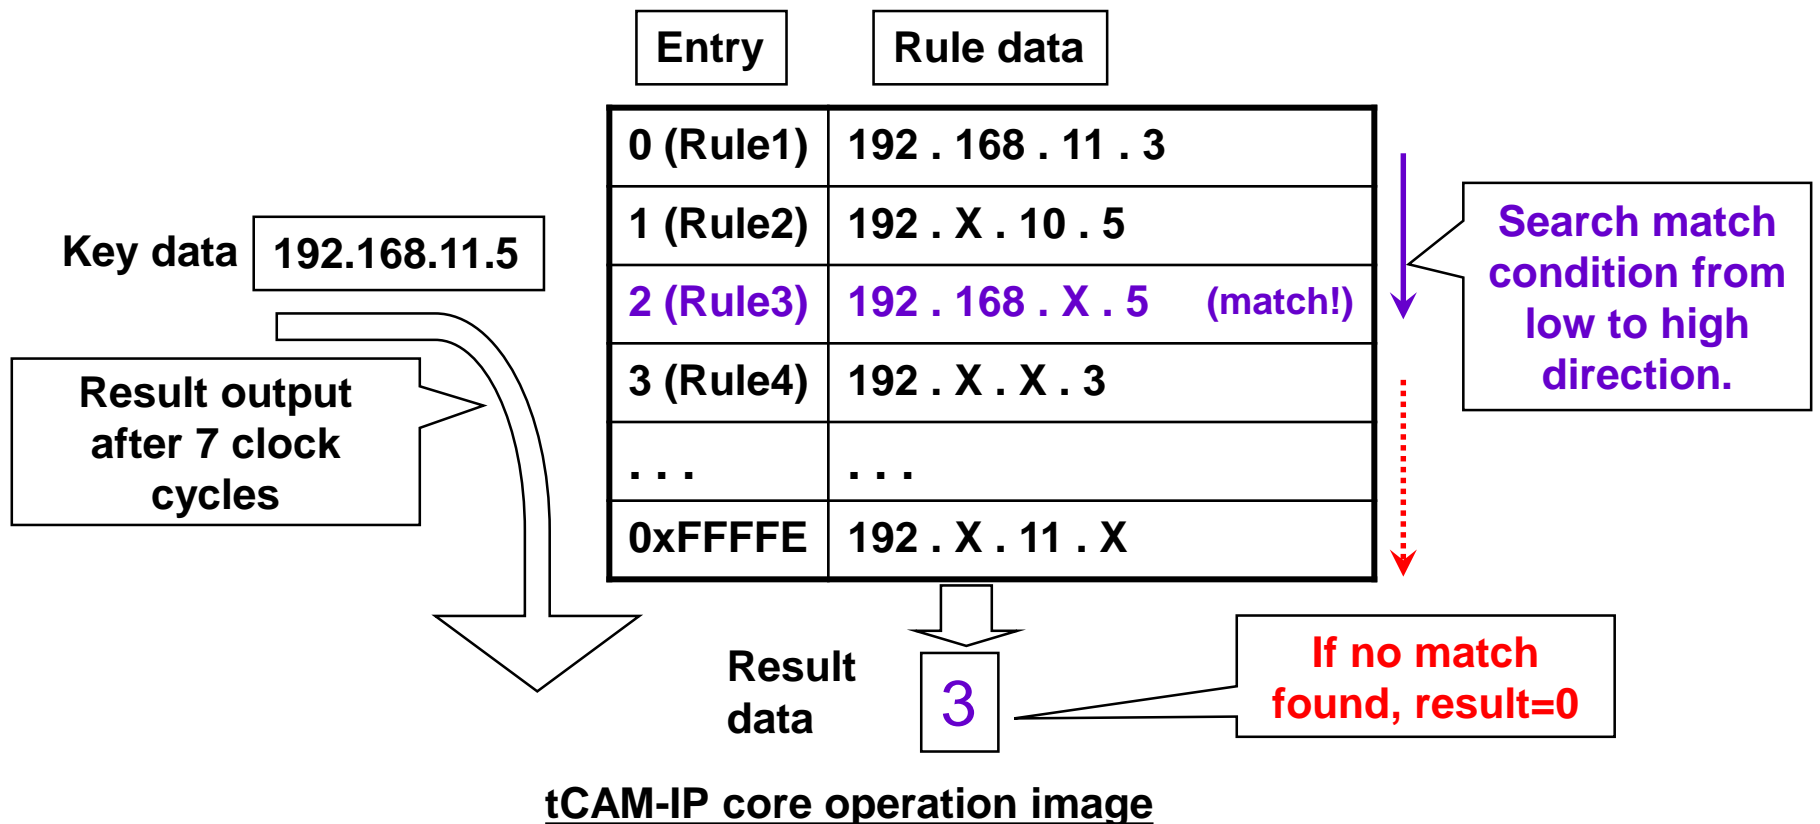 Entry
Rule data
0 (Rule1)
192 . 168 . 11 . 3
1 (Rule2)
192 . X . 10 . 5
2 (Rule3)
192 . 168 . X . 5 (match!)
3 (Rule4)
192 . X . X . 3
. . .
. . .
0xFFFFE
192 . X . 11 . X
Key data
192.168.11.5
Result output
after 7 clock
cycles
Search match
condition from
low to high
direction.
Result
data
3
If no match
found, result=0
tCAM-IP core operation image